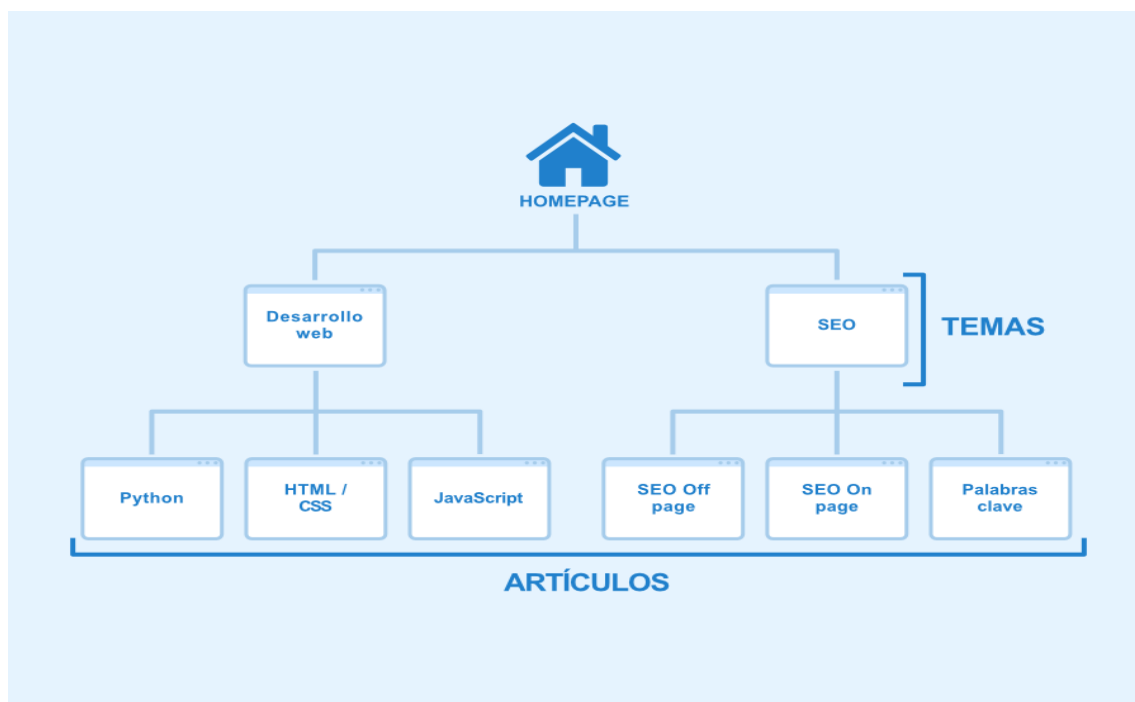 HOMEPAGE
Desarrollo
web
SEO
TEMAS
Python
HTML /
CSS
JavaScript
SEO Off
page
SEO On
page
Palabras
clave
ARTÍCULOS